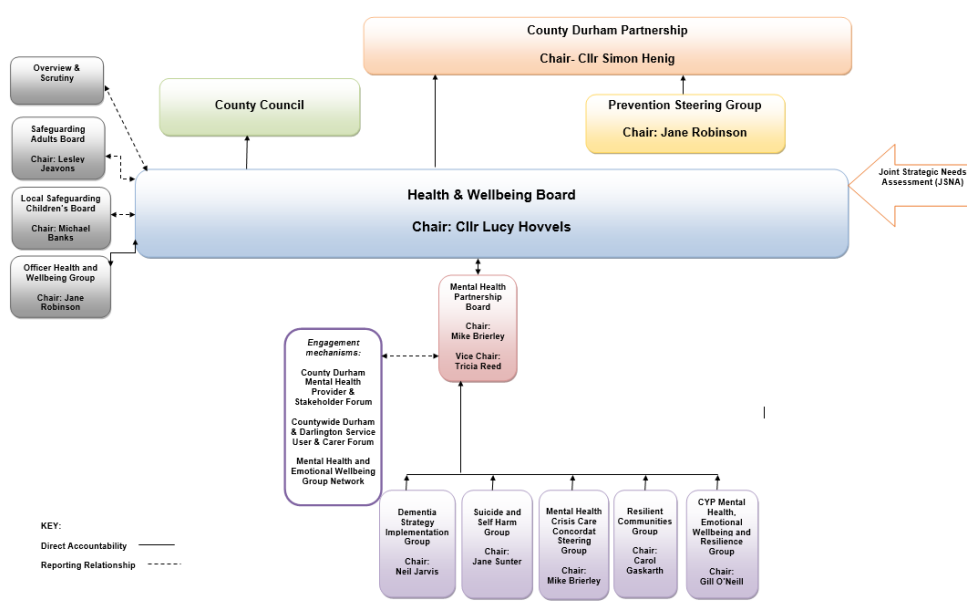 County Durham Partnership
Chair- Cllr Simon Henig
Overview &
Scrutiny
County Council
Prevention Steering Group
Chair: Jane Robinson
Safeguarding
Adults Board
Chair: Lesley
Jeavons
Joint Strategic Needs
Assessment (JSNA)
Health & Wellbeing Board
Chair: Cllr Lucy Hovvels
Local Safeguarding
Children's Board
Chair: Michael
Banks
Officer Health and
Wellbeing Group
Chair: Jane
Robinson
Mental Health
Partnership
Board
Chair:
Mike Brierley
Vice Chair:
Tricia Reed
Engagement
mechanisms:
County Durham
Mental Health
Provider &
Stakeholder Forum
Countywide Durham
& Darlington Service
User & Carer Forum
Mental Health and
Emotional Wellbeing
Group Network
Dementia
Strategy
Implementation
Group
Chair:
Neil Jarvis
Suicide and
Self Harm
Group
Chair:
Jane Sunter
Mental Health
Crisis Care
Concordat
Steering
Group
Chair:
Mike Brierley
Resilient
Communities
Group
Chair:
Carol
Gaskarth
CYP Mental
Health,
Emotional
Wellbeing and
Resilience
Group
Chair:
Gill O'Neill
KEY:
Direct Accountability
Reporting Relationship